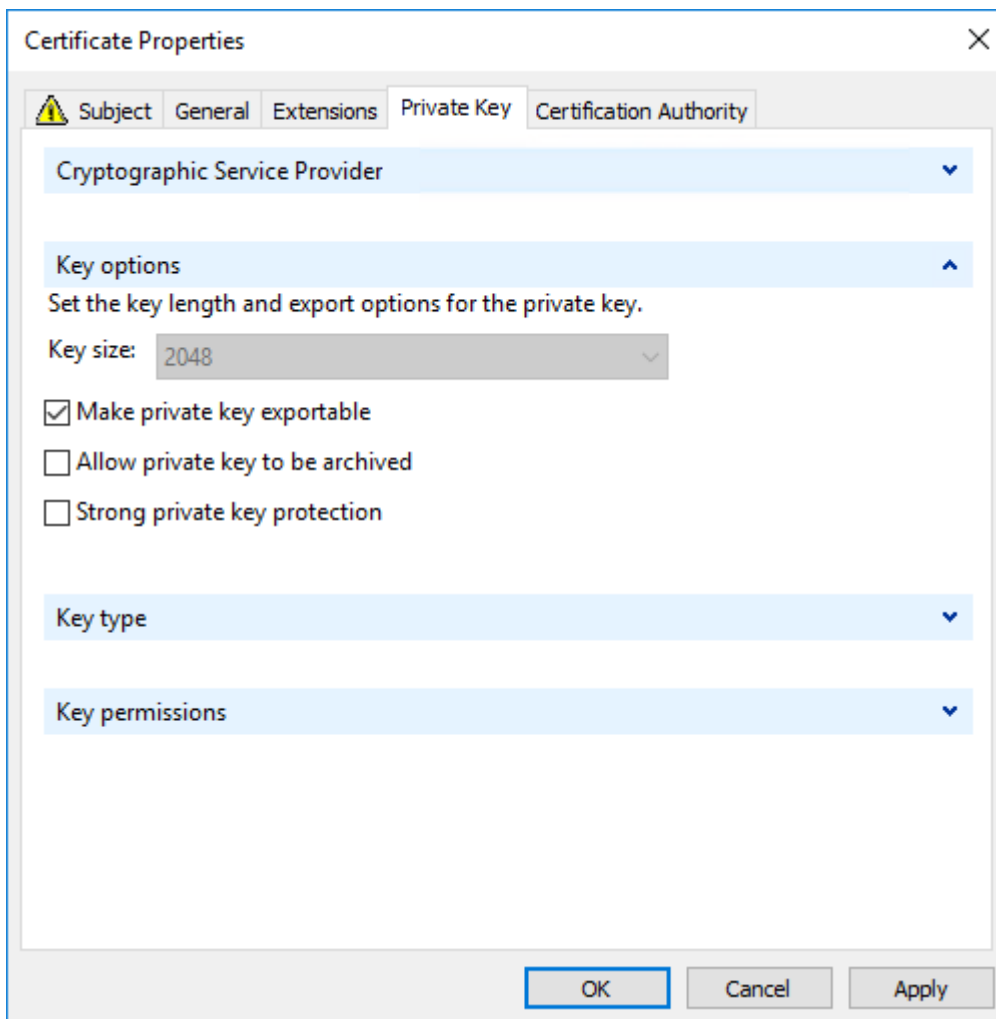 Certificate Properties
Subject General Extensions Private Key Certification Authority
Cryptographic Service Provider
Key options
Set the key length and export options for the private key.
Key size: 2048
Make private key exportable
Allow private key to be archived
Strong private key protection
Key type
Key permissions
OK Cancel Apply